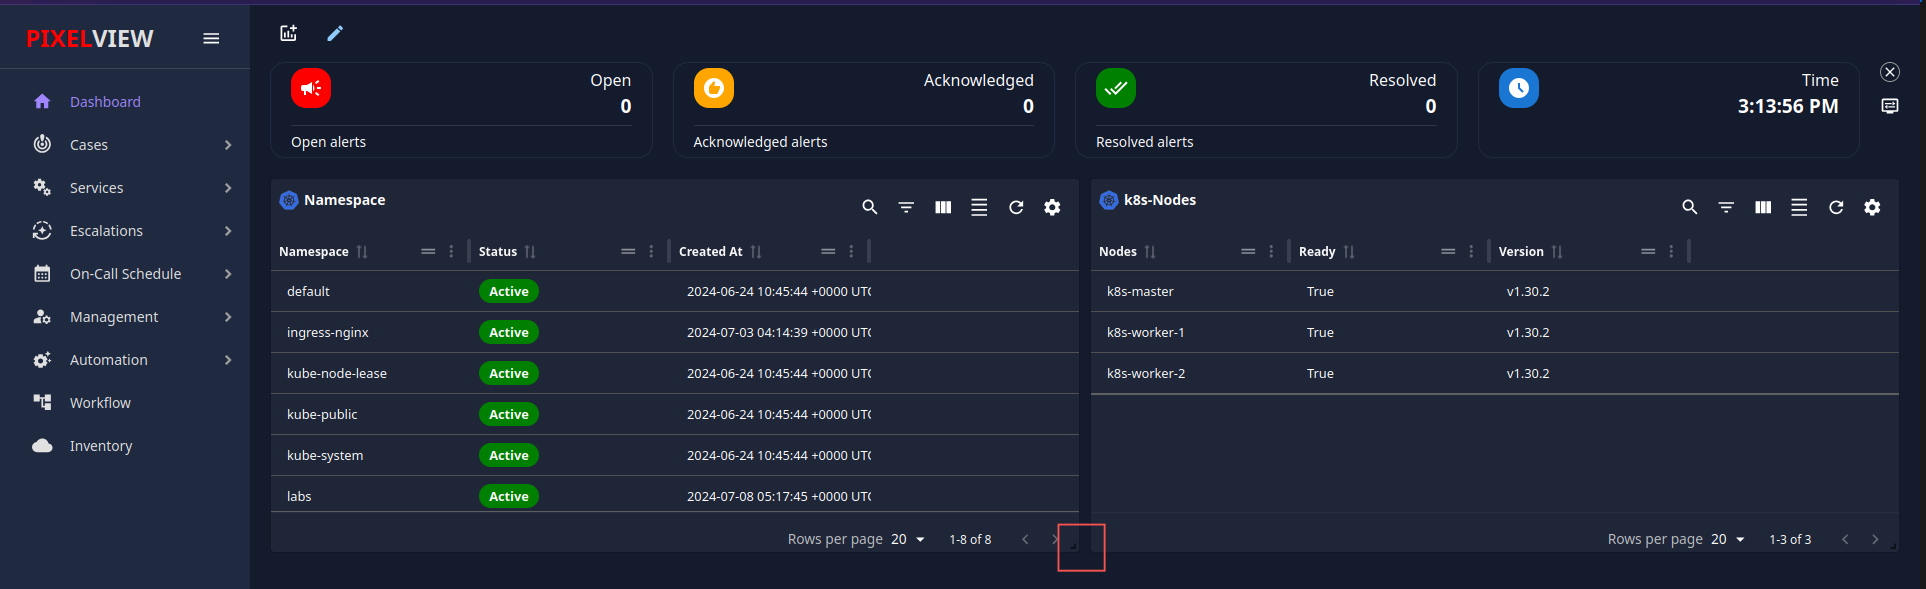 PIXELVIEW
Dashboard
Cases
Services
Escalations
On-Call Schedule
Management
Automation
Workflow
Inventory
Open
0
Open alerts
Acknowledged
0
Acknowledged alerts
Resolved
0
Resolved alerts
Time
3:13:56 PM
Namespace
Namespace Status Created At
default Active 2024-06-24 10:45:44 +0000 UTC
ingress-nginx Active 2024-07-03 04:14:39 +0000 UTC
kube-node-lease Active 2024-06-24 10:45:44 +0000 UTC
kube-public Active 2024-06-24 10:45:44 +0000 UTC
kube-system Active 2024-06-24 10:45:44 +0000 UTC
labs Active 2024-07-08 05:17:45 +0000 UTC
Rows per page 20 1-8 of 8
k8s-Nodes
Nodes Ready Version
k8s-master True v1.30.2
k8s-worker-1 True v1.30.2
k8s-worker-2 True v1.30.2
Rows per page 20 1-3 of 3